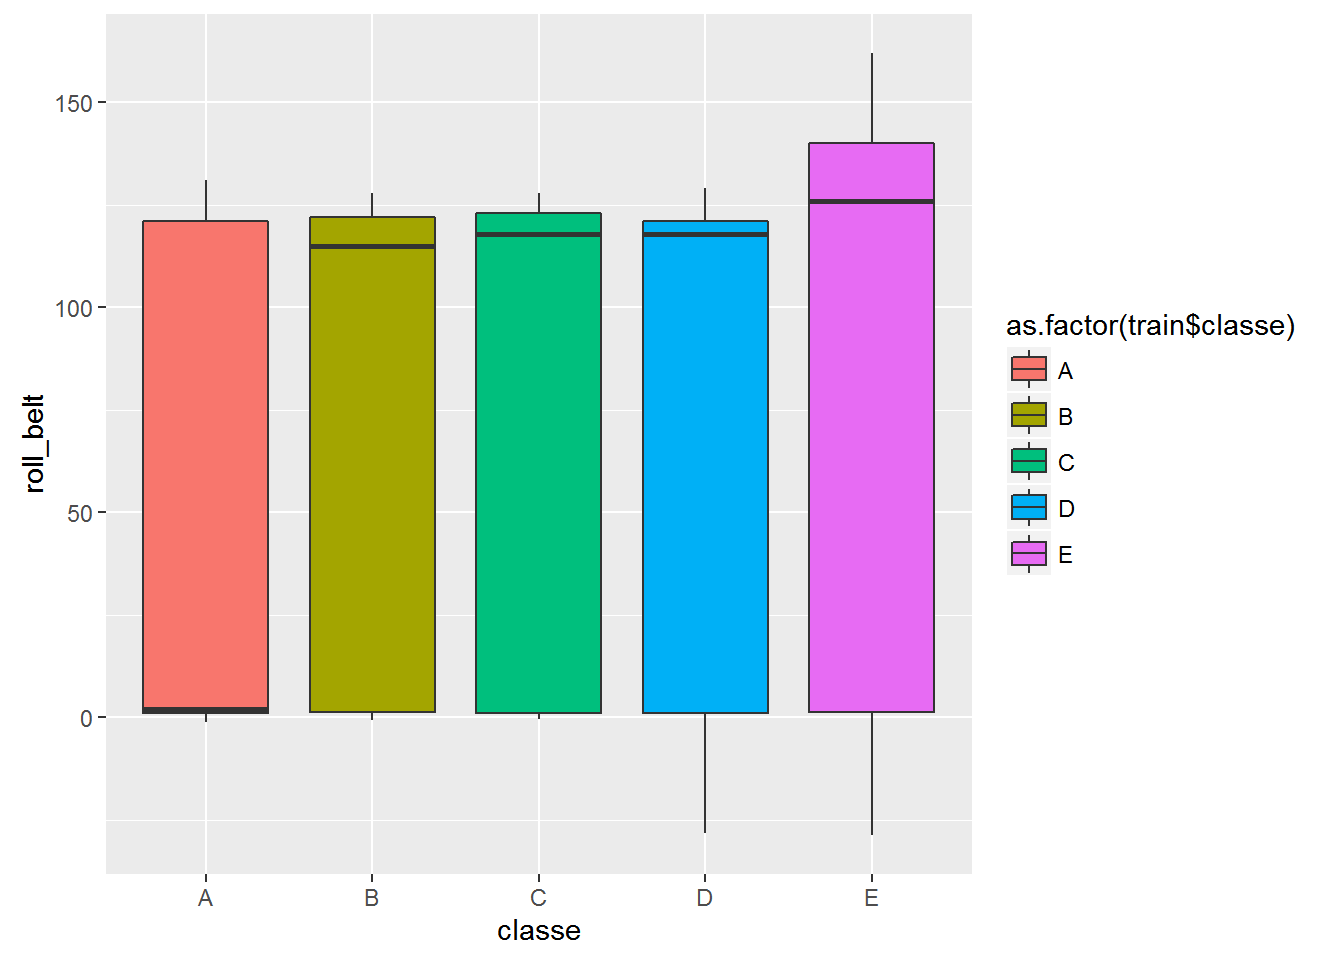 150
100
50
0
roll_belt
A B C D E
classe
as.factor(train$classe)
A
B
C
D
E